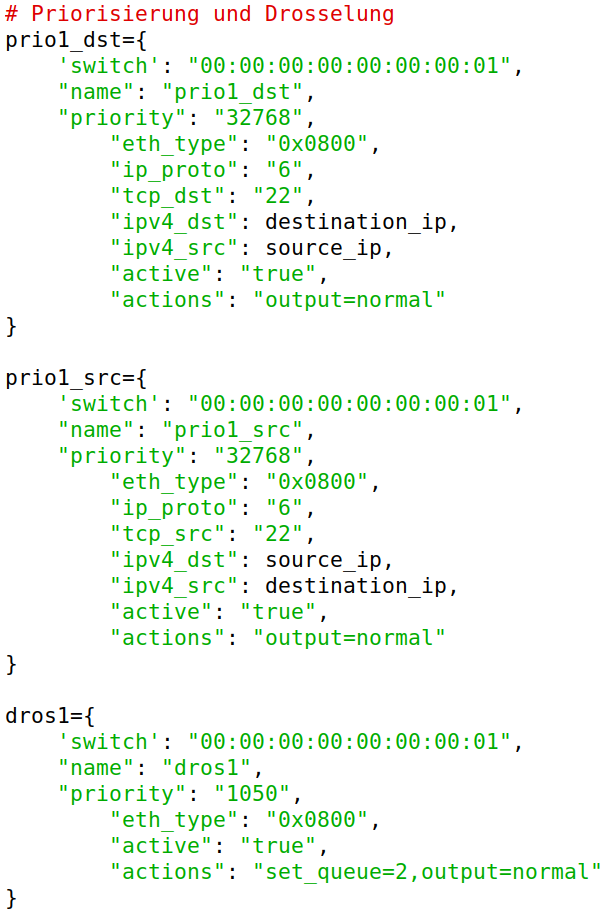 # Priorisierung und Drosselung
prio1_dst={
    'switch': "00:00:00:00:00:00:00:01",
    "name": "prio1_dst",
    "priority": "32768",
        "eth_type": "0x0800",
        "ip_proto": "6",
        "tcp_dst": "22",
        "ipv4_dst": destination_ip,
        "ipv4_src": source_ip,
        "active": "true",
        "actions": "output=normal"
}

prio1_src={
    'switch': "00:00:00:00:00:00:00:01",
    "name": "prio1_src",
    "priority": "32768",
        "eth_type": "0x0800",
        "ip_proto": "6",
        "tcp_src": "22",
        "ipv4_dst": source_ip,
        "ipv4_src": destination_ip,
        "active": "true",
        "actions": "output=normal"
}

dros1={
    'switch': "00:00:00:00:00:00:00:01",
    "name": "dros1",
    "priority": "1050",
        "eth_type": "0x0800",
        "active": "true",
        "actions": "set_queue=2,output=normal"
}